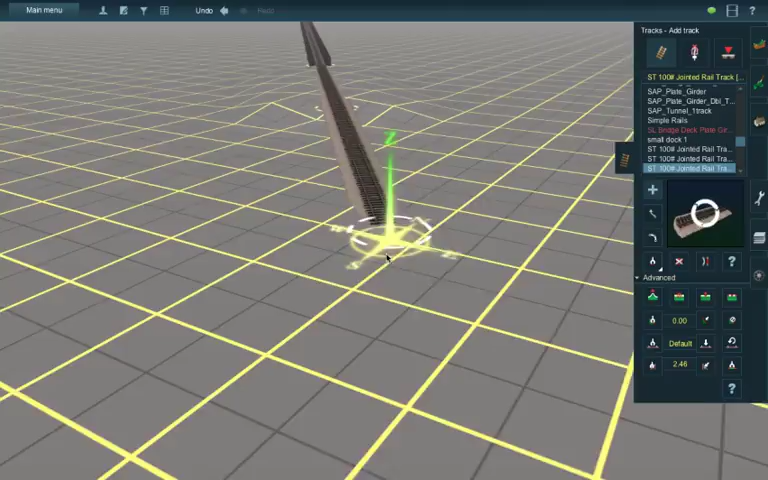 Main menu
Undo
Redo
?
Tracks - Add track
ST 100# Jointed Rail Track [...
SAP_Plate_Girder
SAP_Plate_Girder_Dbl_T...
SAP_Tunnel_1track
Simple Rails
SL Bridge Deck Plate Gir...
small dock 1
ST 100# Jointed Rail Tra...
ST 100# Jointed Rail Tra...
ST 100# Jointed Rail Tra...
?
Advanced
0.00
Default
2.46
?
Z